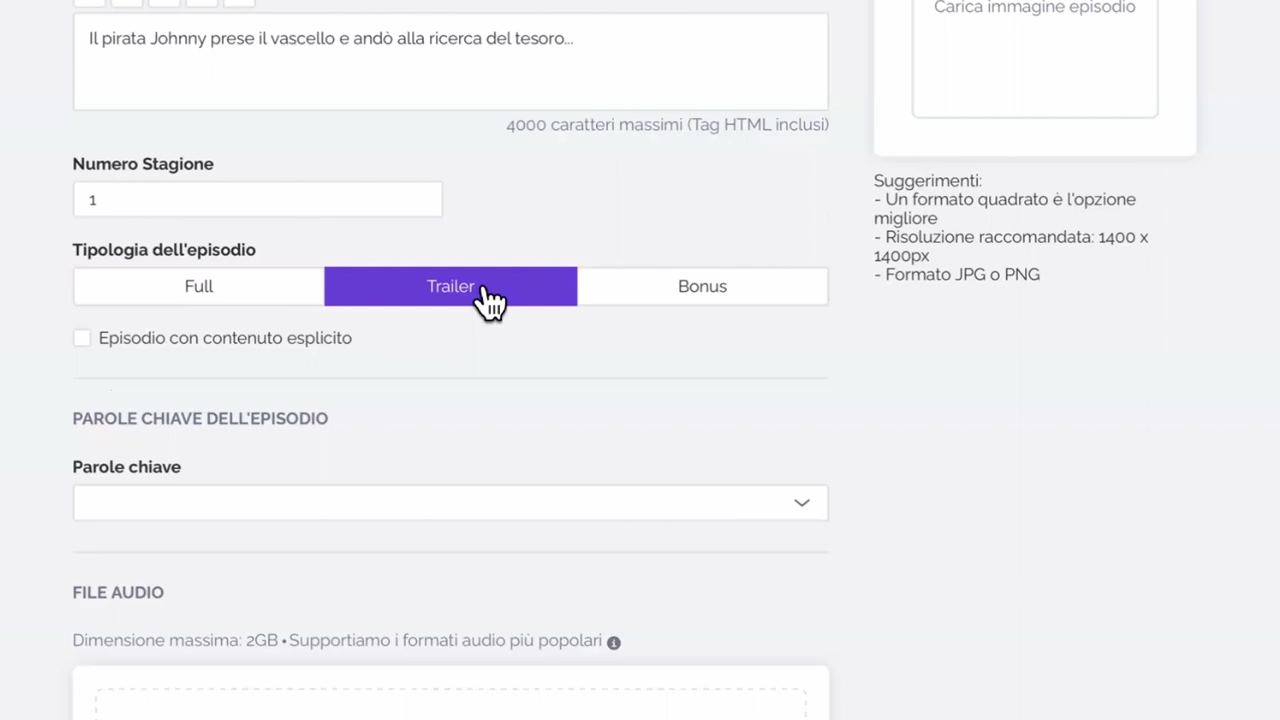 Carica immagine episodio
Il pirata Johnny prese il vascello e andò alla ricerca del tesoro...
4000 caratteri massimi (Tag HTML inclusi)
Numero Stagione
1
Suggerimenti:
- Un formato quadrato è l'opzione
migliore
- Risoluzione raccomandata: 1400 x
1400px
- Formato JPG o PNG
Tipologia dell'episodio
Full
Trailer
Bonus
Episodio con contenuto esplicito
PAROLE CHIAVE DELL'EPISODIO
Parole chiave
FILE AUDIO
Dimensione massima: 2GB • Supportiamo i formati audio più popolari